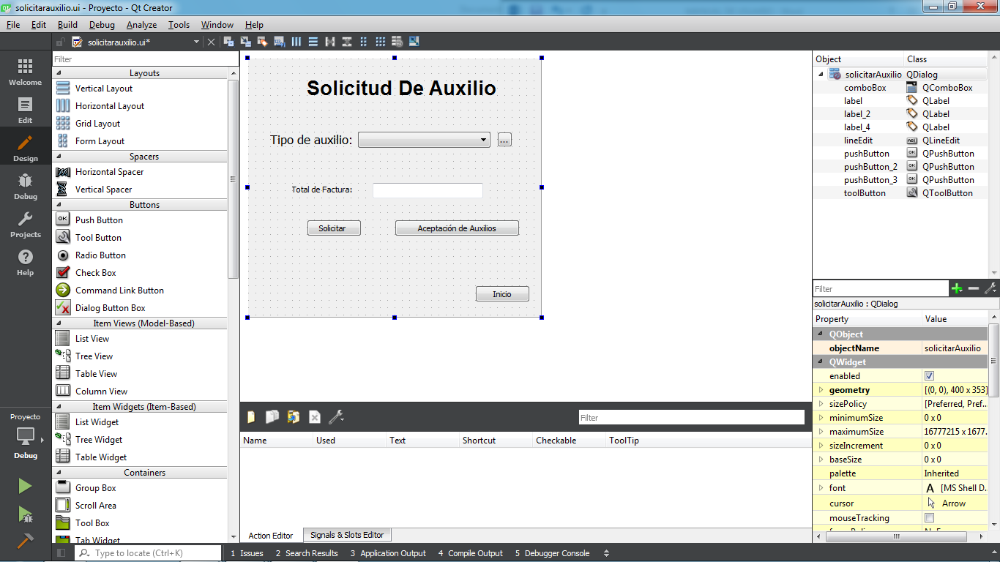 solicitarauxilio.ui - Proyecto - Qt Creator
File Edit Build Debug Analyze Tools Window Help
solicitarauxilio.ui*
Welcome
Edit
Design
Debug
Projects
Help
Proyecto
Debug
Filter
Layouts
Vertical Layout
Horizontal Layout
Grid Layout
Form Layout
Spacers
Horizontal Spacer
Vertical Spacer
Buttons
Push Button
Tool Button
Radio Button
Check Box
Command Link Button
Dialog Button Box
Item Views (Model-Based)
List View
Tree View
Table View
Column View
Item Widgets (Item-Based)
List Widget
Tree Widget
Table Widget
Containers
Group Box
Scroll Area
Tool Box
Tab Widget
Solicitud De Auxilio
Tipo de auxilio: ...
Total de Factura:
Solicitar Aceptación de Auxilios
Inicio
Filter
Name Used Text Shortcut Checkable ToolTip
Action Editor Signals & Slots Editor
Object Class
solicitarAuxilio QDialog
comboBox QComboBox
label QLabel
label_2 QLabel
label_4 QLabel
lineEdit QLineEdit
pushButton QPushButton
pushButton_2 QPushButton
pushButton_3 QPushButton
toolButton QToolButton
Filter
solicitarAuxilio : QDialog
Property Value
QObject
objectName solicitarAuxilio
QWidget
enabled
geometry [(0, 0), 400 x 353]
sizePolicy [Preferred, Pref...
minimumSize 0 x 0
maximumSize 16777215 x 1677...
sizeIncrement 0 x 0
baseSize 0 x 0
palette Inherited
font A [MS Shell D...
cursor Arrow
mouseTracking
Type to locate (Ctrl+K) 1 Issues 2 Search Results 3 Application Output 4 Compile Output 5 Debugger Console